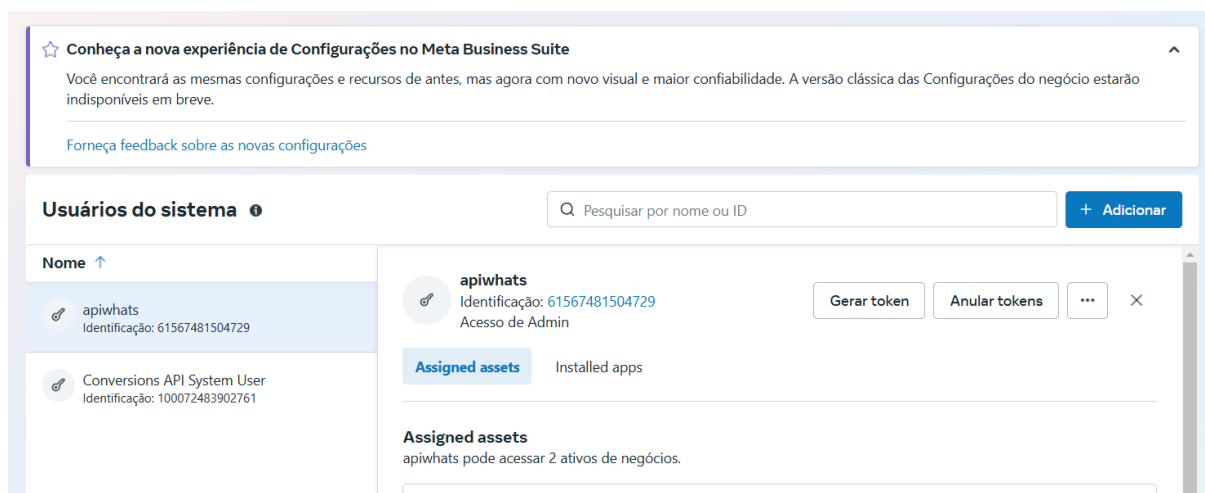 Conheça a nova experiência de Configurações no Meta Business Suite
Você encontrará as mesmas configurações e recursos de antes, mas agora com novo visual e maior confiabilidade. A versão clássica das Configurações do negócio estarão
indisponíveis em breve.
Forneça feedback sobre as novas configurações
Usuários do sistema
Pesquisar por nome ou ID
+ Adicionar
Nome ↑
apiwhats
Identificação: 61567481504729
Conversions API System User
Identificação: 100072483902761
apiwhats
Identificação: 61567481504729
Acesso de Admin
Gerar token
Anular tokens
...
Assigned assets
Installed apps
Assigned assets
apiwhats pode acessar 2 ativos de negócios.